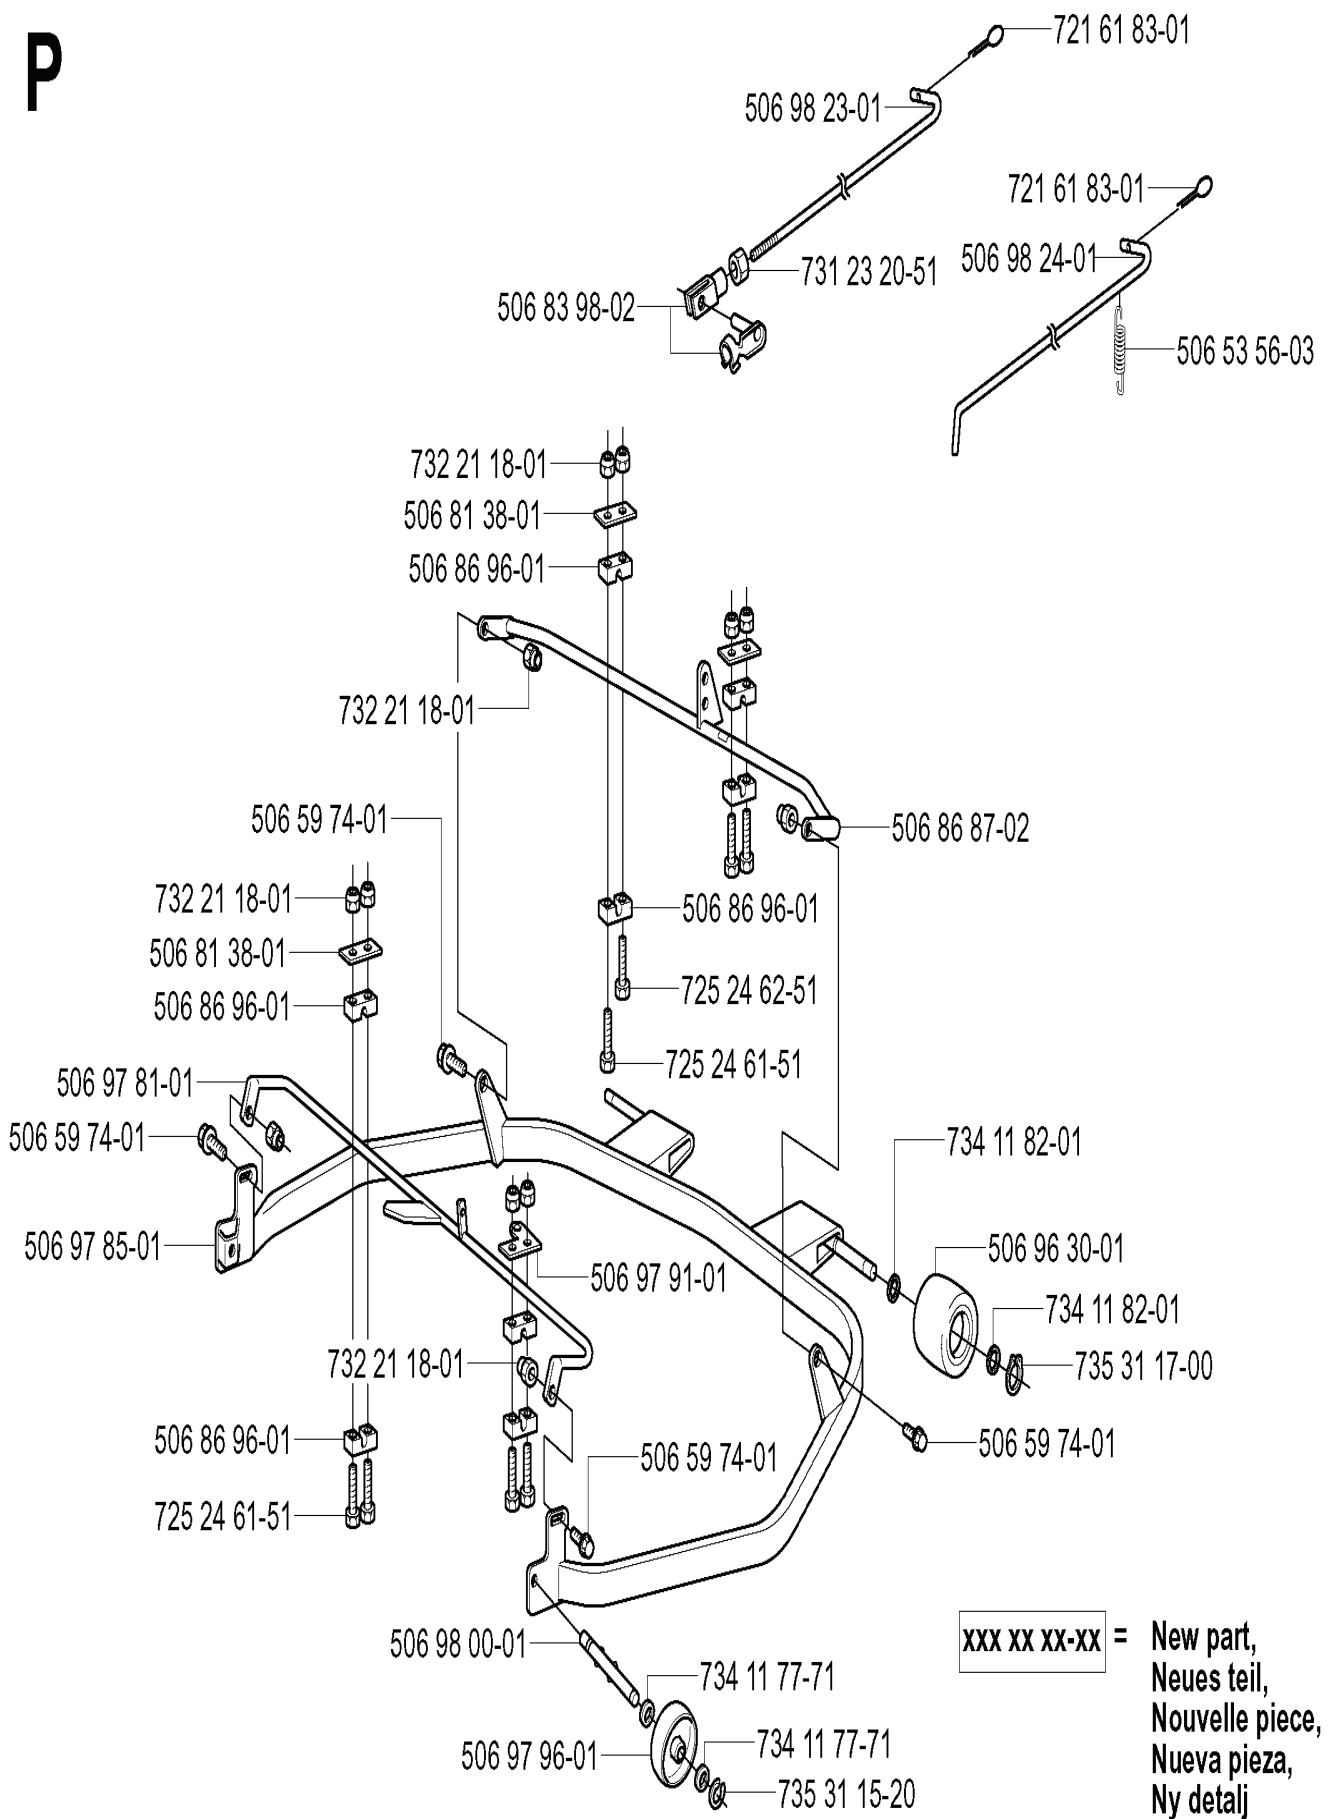 P
721 61 83-01
506 98 23-01
721 61 83-01
506 98 24-01
731 23 20-51
506 83 98-02
506 53 56-03
732 21 18-01
506 81 38-01
506 86 96-01
732 21 18-01
506 59 74-01
506 86 87-02
732 21 18-01
506 86 96-01
506 81 38-01
725 24 62-51
506 86 96-01
725 24 61-51
506 97 81-01
506 59 74-01
734 11 82-01
506 97 85-01
506 96 30-01
506 97 91-01
734 11 82-01
732 21 18-01
735 31 17-00
506 86 96-01
506 59 74-01
506 59 74-01
725 24 61-51
506 98 00-01
734 11 77-71
506 97 96-01
734 11 77-71
735 31 15-20
xxx xx xx-xx = New part,
Neues teil,
Nouvelle piece,
Nueva pieza,
Ny detalj